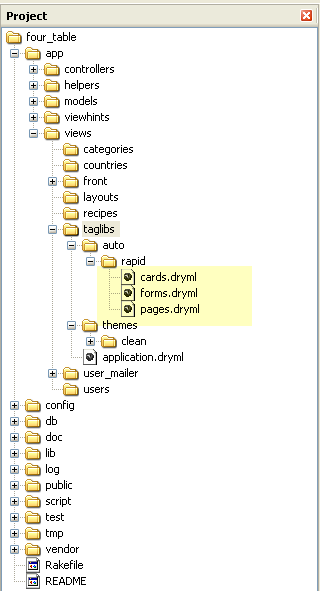 Project
four_table
app
controllers
helpers
models
viewhints
views
categories
countries
front
layouts
recipes
taglibs
auto
rapid
cards.dryml
forms.dryml
pages.dryml
themes
clean
application.dryml
user_mailer
users
config
db
doc
lib
log
public
script
test
tmp
vendor
Rakefile
README